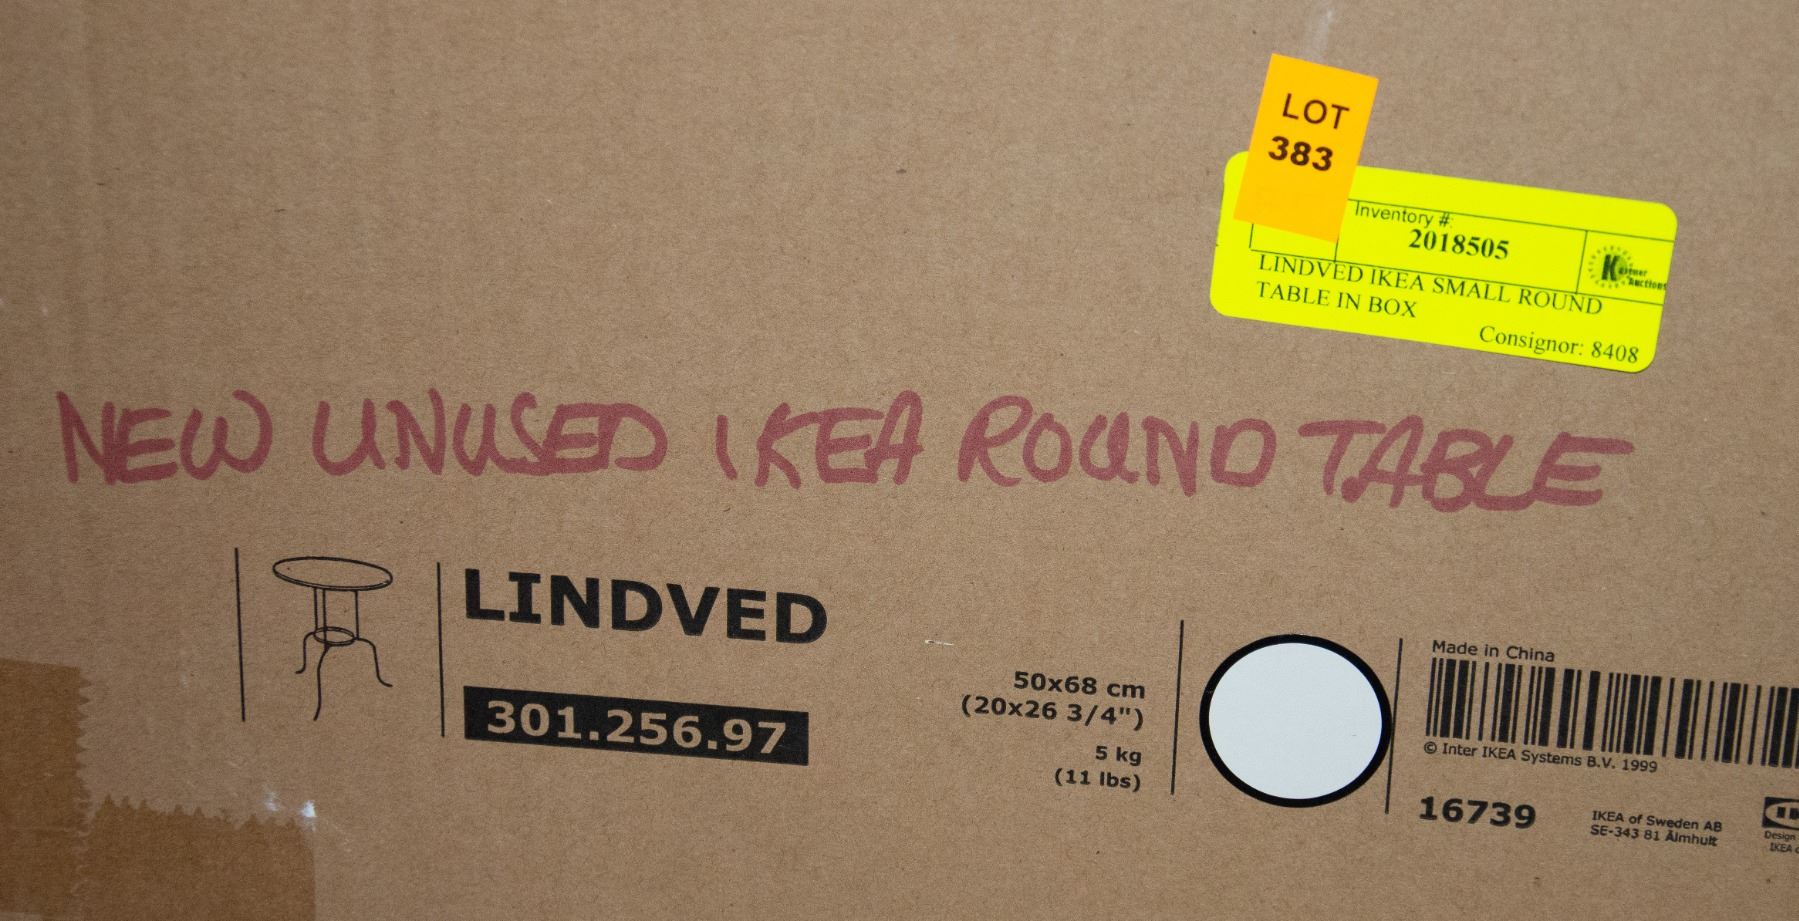 LOT
383
Inventory #:
2018505
LINDVED IKEA SMALL ROUND
TABLE IN BOX
Consignor: 8408
NEW UNUSED IKEA ROUND TABLE
LINDVED
301.256.97
50x68 cm
(20x26 3/4")
5 kg
(11 lbs)
Made in China
© Inter IKEA Systems B.V. 1999
16739
IKEA of Sweden AB
SE-343 81 Älmhult
Design
IKEA